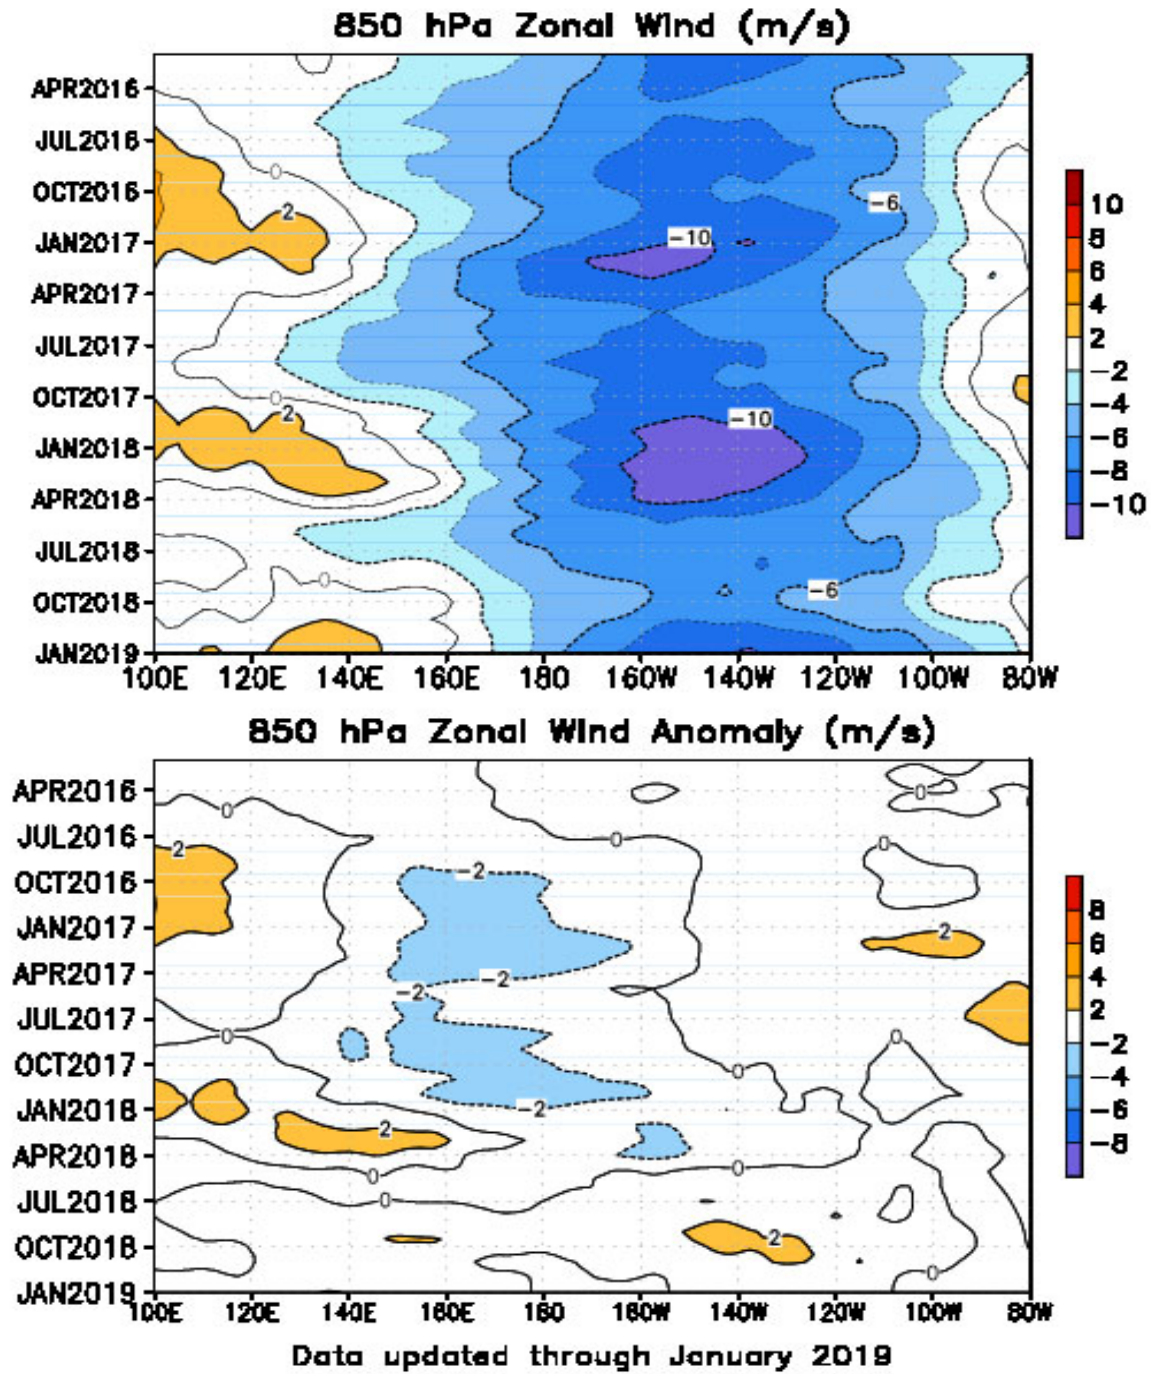 850 hPa Zonal Wind (m/s)
APR2016
JUL2016
OCT2016
JAN2017
APR2017
JUL2017
OCT2017
JAN2018
APR2018
JUL2018
OCT2018
JAN2019
0
2
-10
-6
0
2
-10
0
-6
100E 120E 140E 160E 180 160W 140W 120W 100W 80W
10
8
6
4
2
-2
-4
-6
-8
-10
850 hPa Zonal Wind Anomaly (m/s)
APR2016
JUL2016
OCT2016
JAN2017
APR2017
JUL2017
OCT2017
JAN2018
APR2018
JUL2018
OCT2018
JAN2019
0
0
0
2
0
-2
2
-2
-2
0
0
0
-2
2
0
0
0
2
0
100E 120E 140E 160E 180 160W 140W 120W 100W 80W
8
6
4
2
-2
-4
-6
-8
Data updated through January 2019